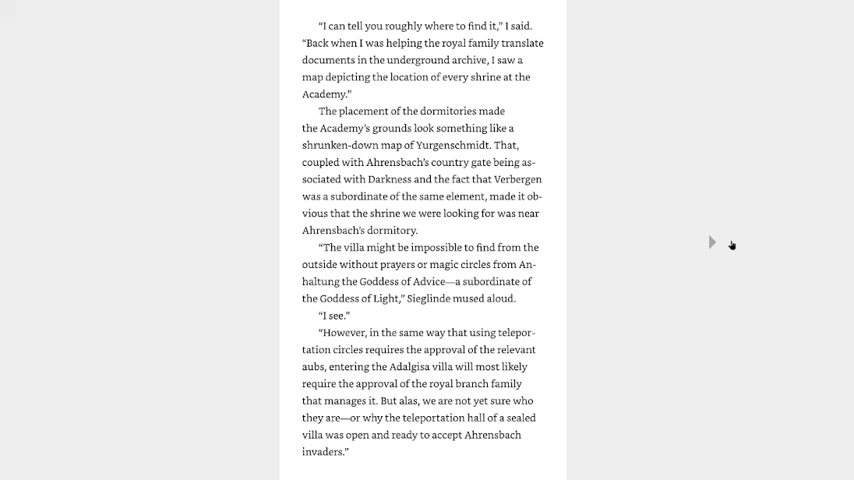 “I can tell you roughly where to find it,” I said.
“Back when I was helping the royal family translate
documents in the underground archive, I saw a
map depicting the location of every shrine at the
Academy.”
The placement of the dormitories made
the Academy’s grounds look something like a
shrunken-down map of Yurgenschmidt. That,
coupled with Ahrensbach’s country gate being as-
sociated with Darkness and the fact that Verbergen
was a subordinate of the same element, made it ob-
vious that the shrine we were looking for was near
Ahrensbach’s dormitory.
“The villa might be impossible to find from the
outside without prayers or magic circles from An-
haltung the Goddess of Advice—a subordinate of
the Goddess of Light,” Sieglinde mused aloud.
“I see.”
“However, in the same way that using telepor-
tation circles requires the approval of the relevant
aubs, entering the Adalgisa villa will most likely
require the approval of the royal branch family
that manages it. But alas, we are not yet sure who
they are—or why the teleportation hall of a sealed
villa was open and ready to accept Ahrensbach
invaders.”